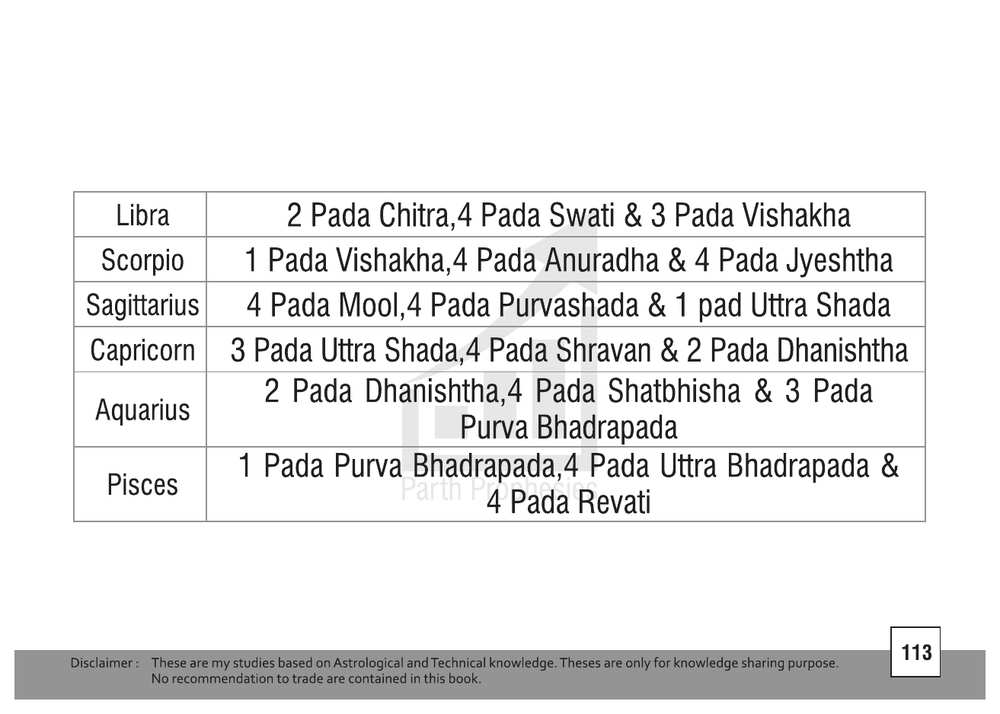 Libra 2 Pada Chitra,4 Pada Swati & 3 Pada Vishakha
Scorpio 1 Pada Vishakha,4 Pada Anuradha & 4 Pada Jyeshtha
Sagittarius 4 Pada Mool,4 Pada Purvashada & 1 pad Uttra Shada
Capricorn 3 Pada Uttra Shada,4 Pada Shravan & 2 Pada Dhanishtha
Aquarius 2 Pada Dhanishtha,4 Pada Shatbhisha & 3 Pada
Purva Bhadrapada
Pisces 1 Pada Purva Bhadrapada,4 Pada Uttra Bhadrapada &
4 Pada Revati
Parth Prophesies
Disclaimer : These are my studies based on Astrological and Technical knowledge. Theses are only for knowledge sharing purpose.
No recommendation to trade are contained in this book.
113